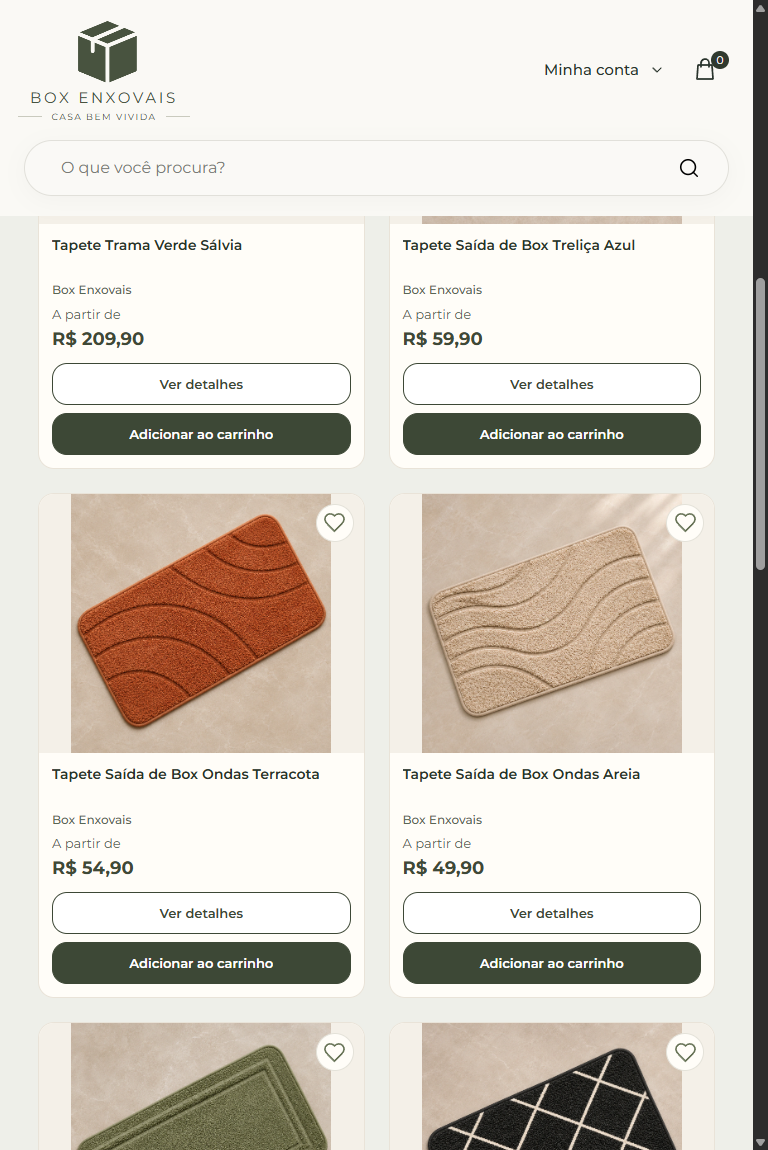 BOX ENXOVAIS
CASA BEM VIVIDA
Minha conta
0
O que você procura?
Tapete Trama Verde Sálvia
Box Enxovais
A partir de
R$ 209,90
Ver detalhes
Adicionar ao carrinho
Tapete Saída de Box Treliça Azul
Box Enxovais
A partir de
R$ 59,90
Ver detalhes
Adicionar ao carrinho
Tapete Saída de Box Ondas Terracota
Box Enxovais
A partir de
R$ 54,90
Ver detalhes
Adicionar ao carrinho
Tapete Saída de Box Ondas Areia
Box Enxovais
A partir de
R$ 49,90
Ver detalhes
Adicionar ao carrinho